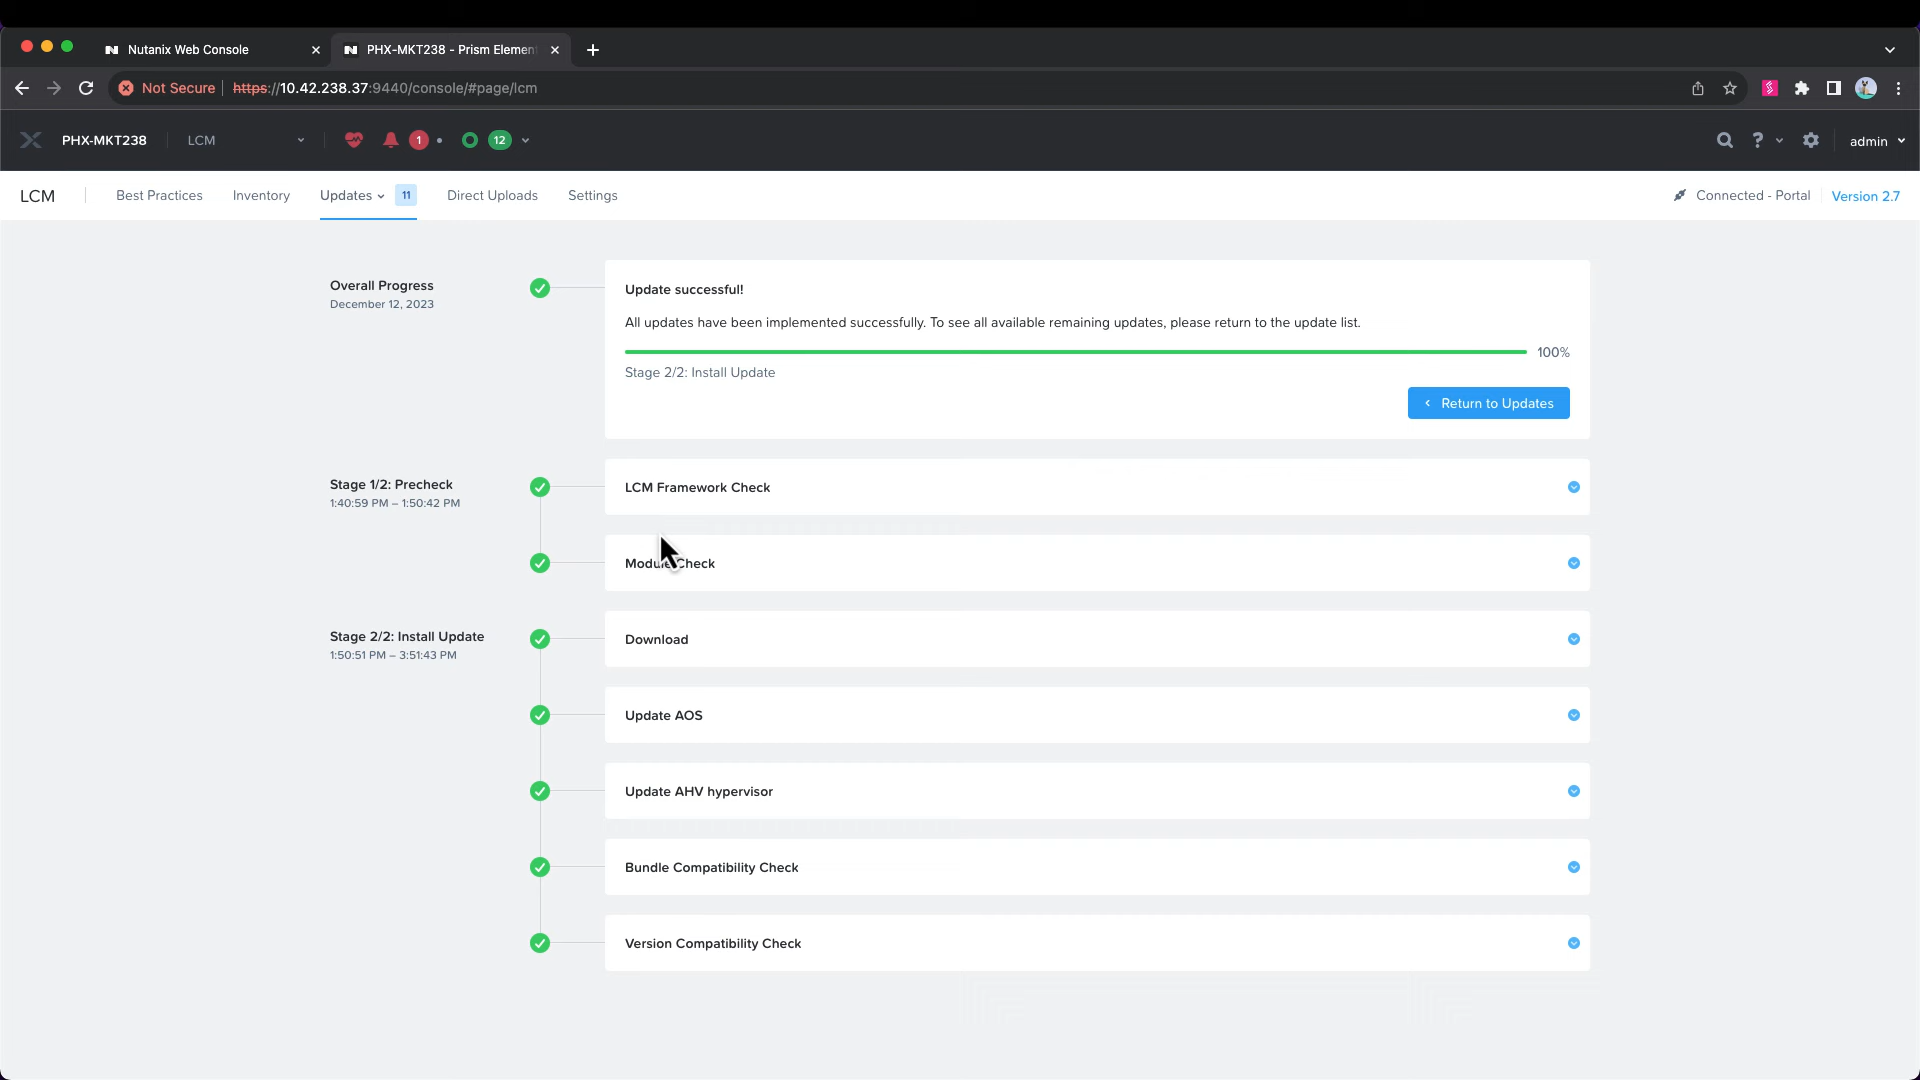 Nutanix Web Console
PHX-MKT238 - Prism Elemen
Not Secure
https://10.42.238.37:9440/console/#page/lcm
PHX-MKT238
LCM
1
12
?
admin
LCM
Best Practices
Inventory
Updates
11
Direct Uploads
Settings
Connected - Portal
Version 2.7
Overall Progress
December 12, 2023
Update successful!
All updates have been implemented successfully. To see all available remaining updates, please return to the update list.
100%
Stage 2/2: Install Update
Return to Updates
Stage 1/2: Precheck
1:40:59 PM – 1:50:42 PM
LCM Framework Check
Module Check
Stage 2/2: Install Update
1:50:51 PM – 3:51:43 PM
Download
Update AOS
Update AHV hypervisor
Bundle Compatibility Check
Version Compatibility Check